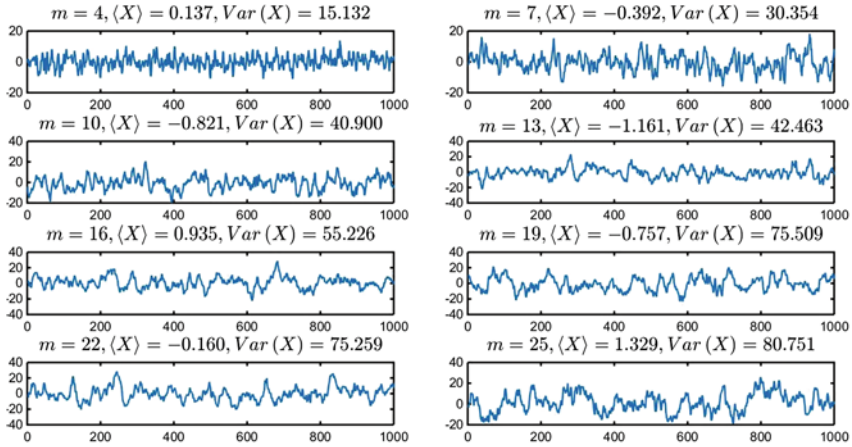 m = 4, ⟨X⟩ = 0.137, Var (X) = 15.132
20
0
-20
0 200 400 600 800 1000
m = 7, ⟨X⟩ = −0.392, Var (X) = 30.354
20
0
-20
0 200 400 600 800 1000
m = 10, ⟨X⟩ = −0.821, Var (X) = 40.900
40
20
0
-20
0 200 400 600 800 1000
m = 13, ⟨X⟩ = −1.161, Var (X) = 42.463
40
20
0
-20
-40
0 200 400 600 800 1000
m = 16, ⟨X⟩ = 0.935, Var (X) = 55.226
40
20
0
-20
-40
0 200 400 600 800 1000
m = 19, ⟨X⟩ = −0.757, Var (X) = 75.509
40
20
0
-20
-40
0 200 400 600 800 1000
m = 22, ⟨X⟩ = −0.160, Var (X) = 75.259
40
20
0
-20
-40
0 200 400 600 800 1000
m = 25, ⟨X⟩ = 1.329, Var (X) = 80.751
40
20
0
-20
0 200 400 600 800 1000